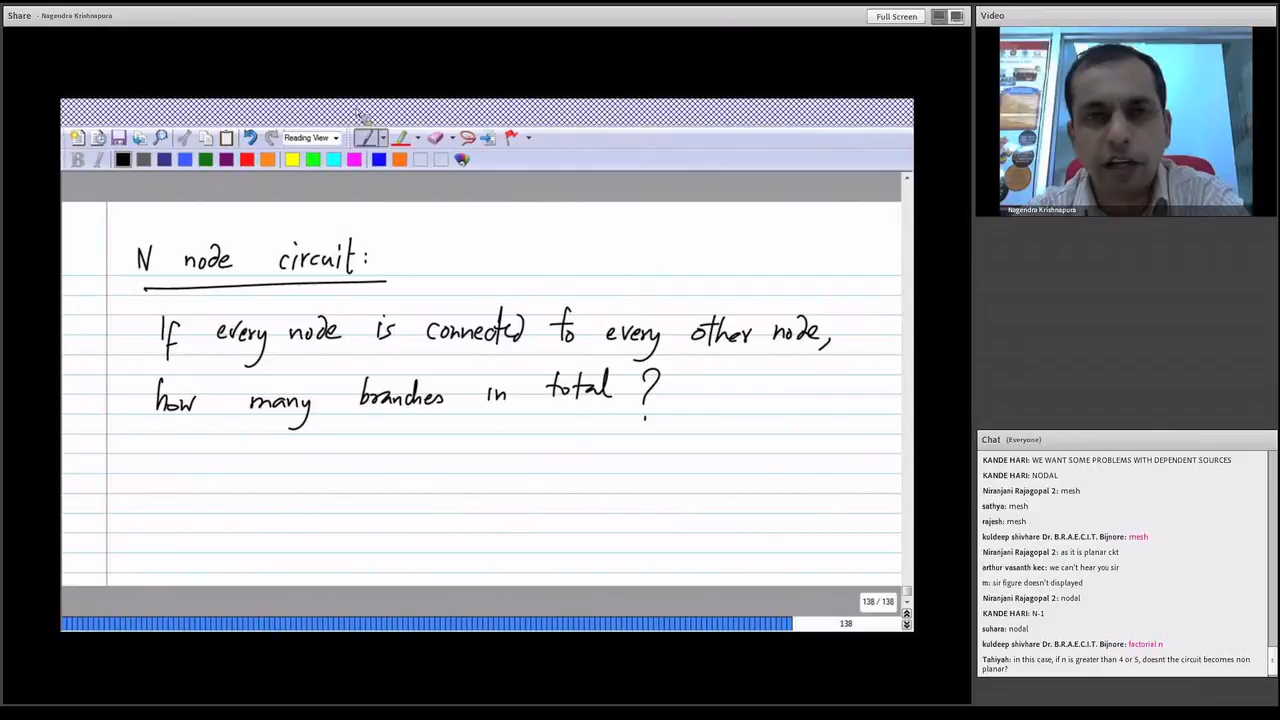 Share - Nagendra Krishnapura
Full Screen
Video
Nagendra Krishnapura
Reading View
N node circuit:
If every node is connected to every other node,
how many branches in total ?
138 / 138
138
Chat (Everyone)
KANDE HARI: WE WANT SOME PROBLEMS WITH DEPENDENT SOURCES
KANDE HARI: NODAL
Niranjani Rajagopal 2: mesh
sathya: mesh
rajesh: mesh
kuldeep shivhare Dr. B.R.A.E.C.I.T. Bijnore: mesh
Niranjani Rajagopal 2: as it is planar ckt
arthur vasanth kec: we can't hear you sir
m: sir figure doesn't displayed
Niranjani Rajagopal 2: nodal
KANDE HARI: N-1
suhara: nodal
kuldeep shivhare Dr. B.R.A.E.C.I.T. Bijnore: factorial n
Tahiyah: in this case, if n is greater than 4 or 5, doesnt the circuit becomes non
planar?